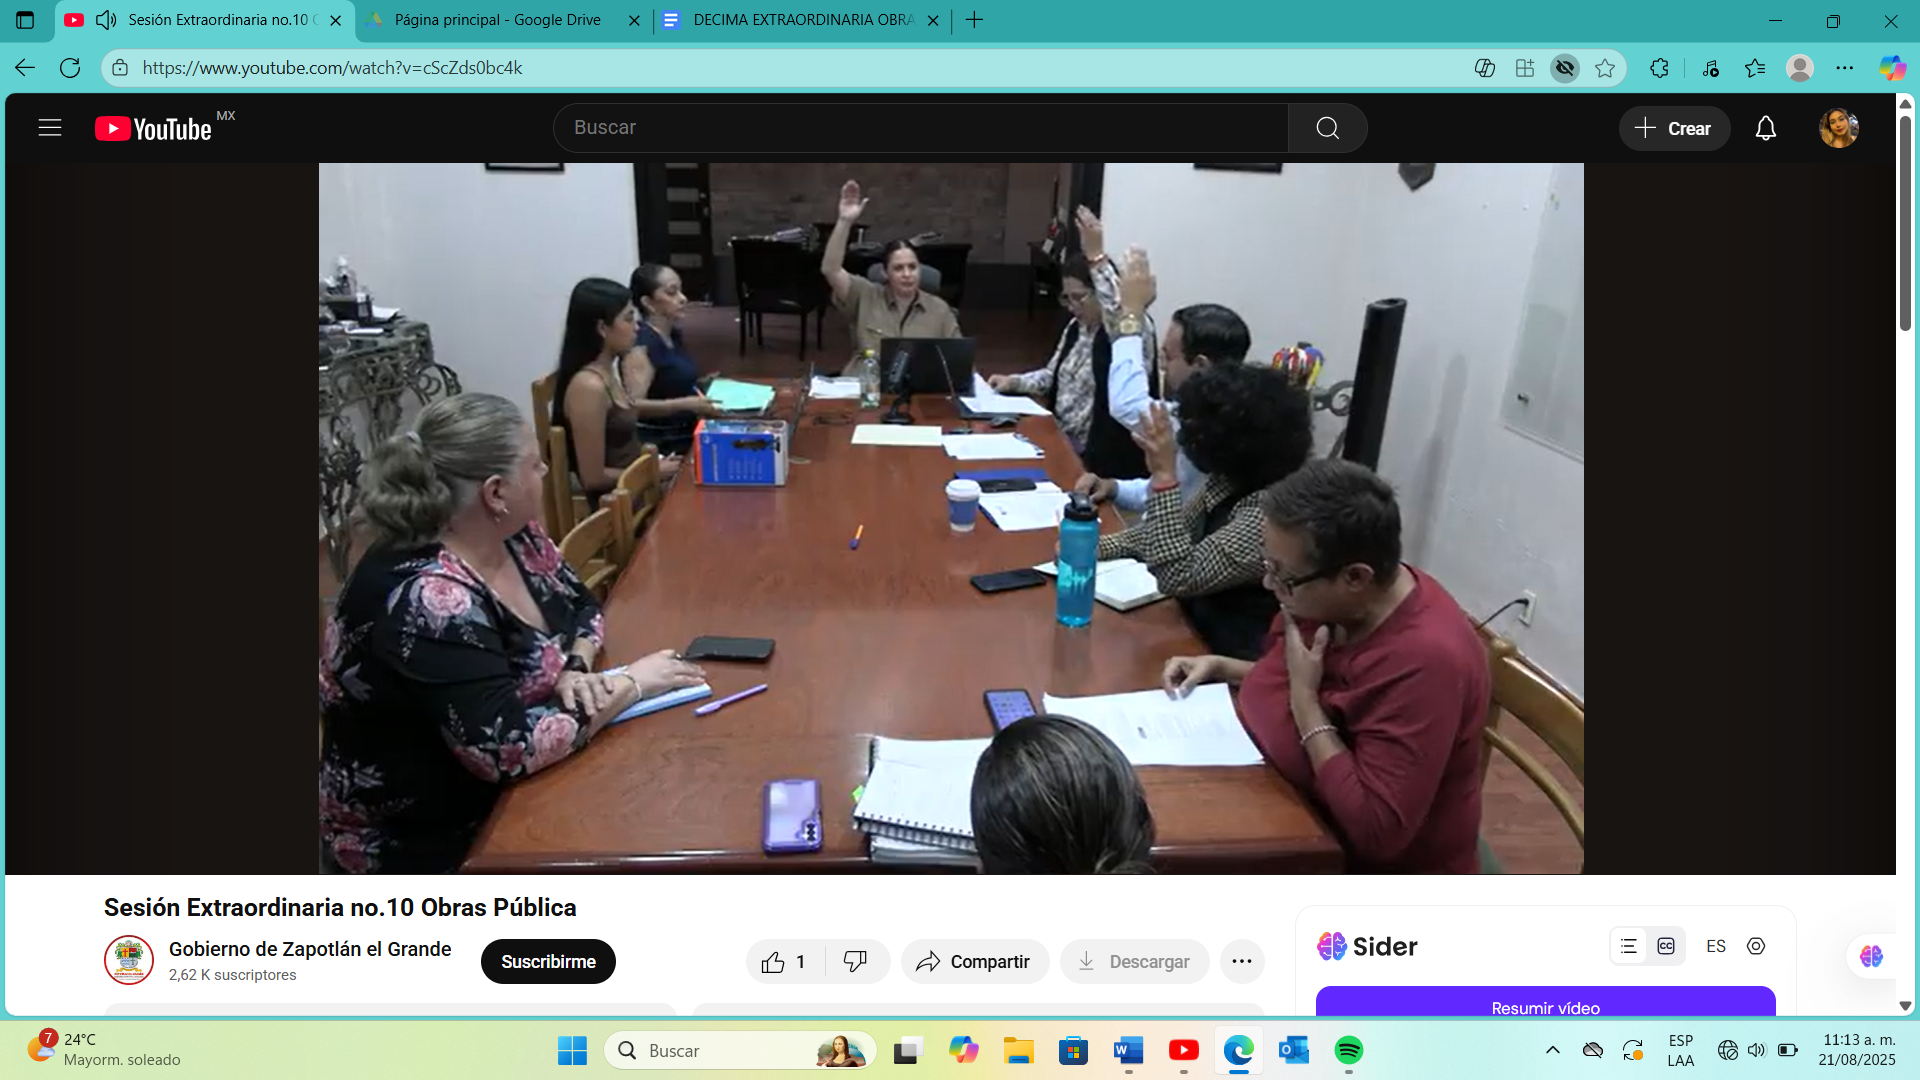 Sesión Extraordinaria no.10 O
Página principal - Google Drive
DECIMA EXTRAORDINARIA OBRA
https://www.youtube.com/watch?v=cScZds0bc4k
YouTube MX
Buscar
Crear
Sesión Extraordinaria no.10 Obras Pública
Gobierno de Zapotlán el Grande
2,62 K suscriptores
Suscribirme
1
Compartir
Descargar
Sider
CC
ES
Resumir vídeo
7
24°C
Mayorm. soleado
Buscar
ESP
LAA
11:13 a. m.
21/08/2025